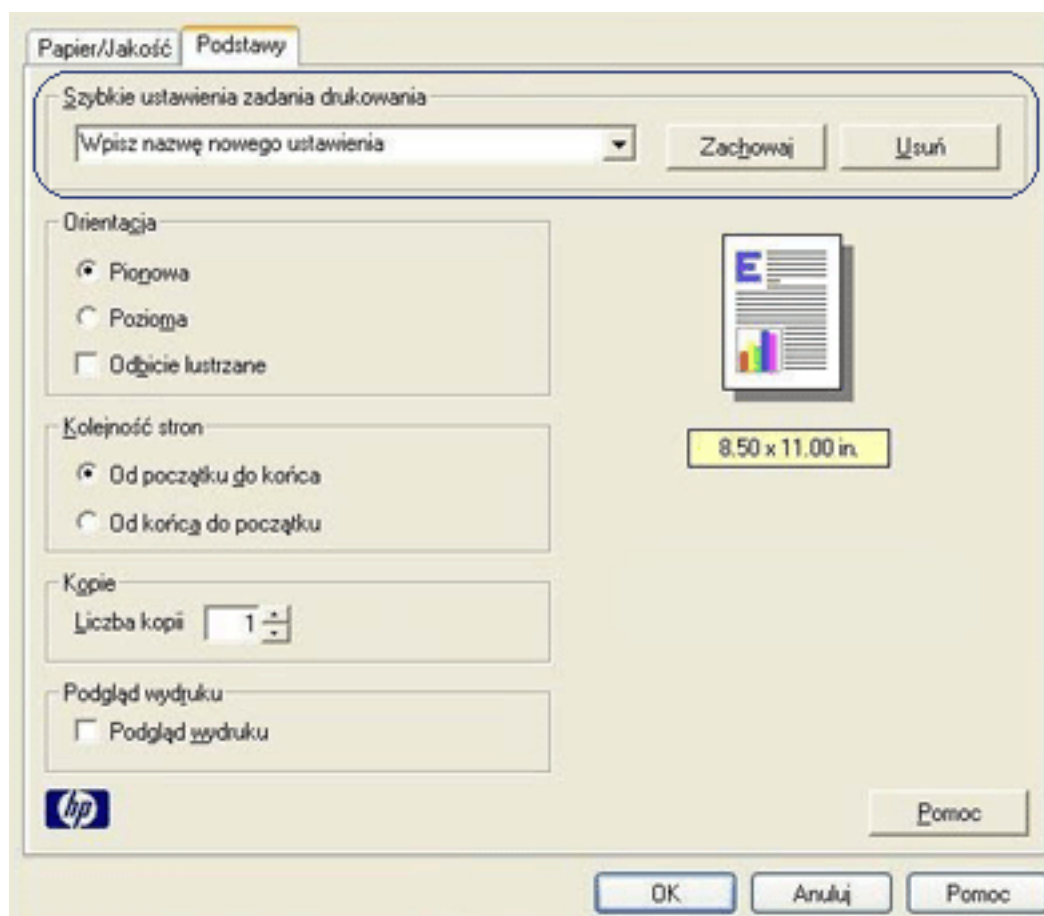 Papier/Jakość Podstawy
Szybkie ustawienia zadania drukowania
Wpisz nazwę nowego ustawienia Zachowaj Usuń
Orientacja
Pionowa
Pozioma
Odbicie lustrzane
E
8.50 x 11.00 in.
Kolejność stron
Od początku do końca
Od końca do początku
Kopie
Liczba kopii 1
Podgląd wydruku
Podgląd wydruku
hp
Pomoc
OK Anuluj Pomoc